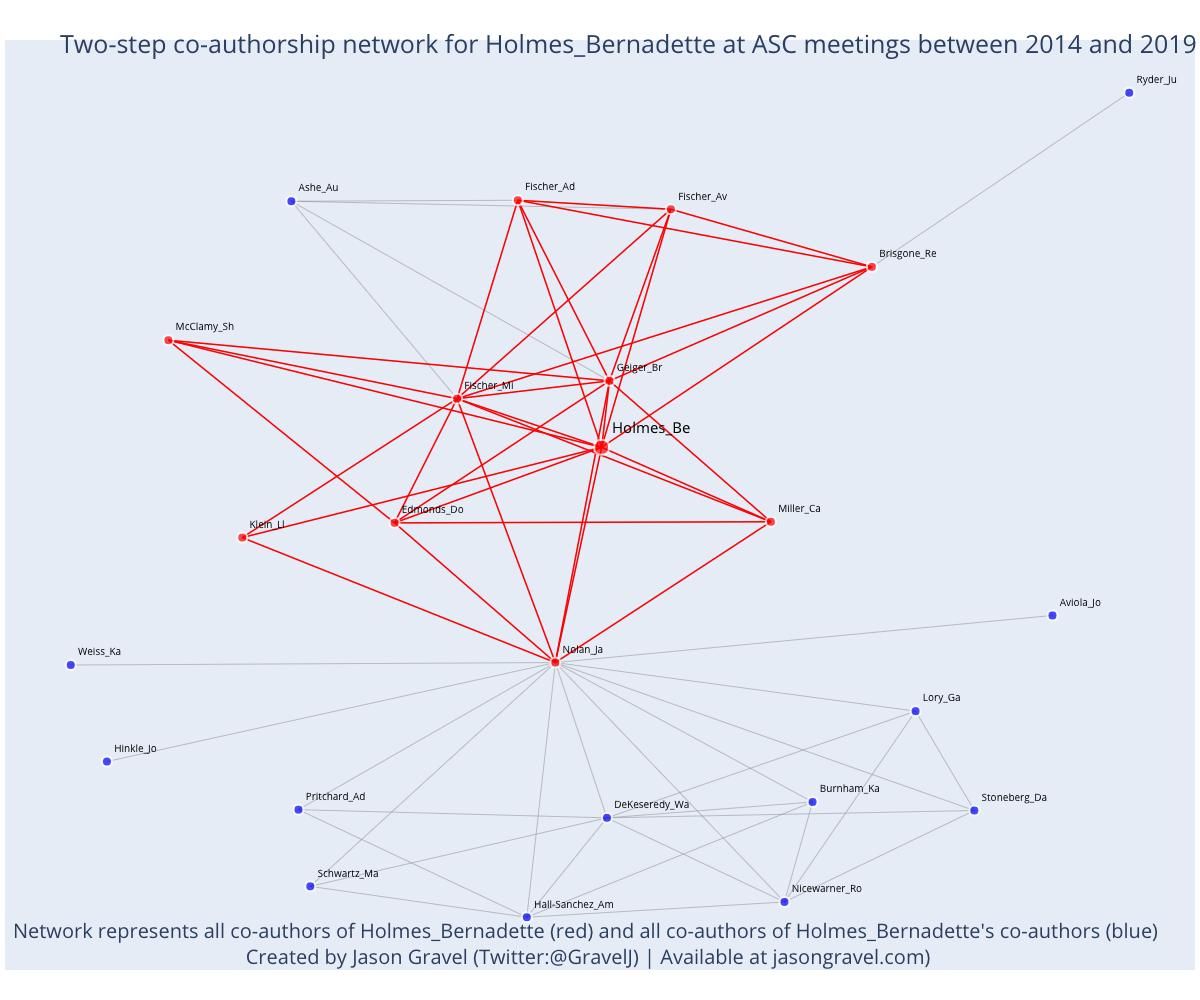 Two-step co-authorship network for Holmes_Bernadette at ASC meetings between 2014 and 2019
Ryder_Ju
Ashe_Au
Fischer_Ad
Fischer_Av
Brisgone_Re
McClamy_Sh
Geiger_Br
Fischer_Mi
Holmes_Be
Edmonds_Do
Miller_Ca
Klein_Ll
Aviola_Jo
Nolan_Ja
Weiss_Ka
Lory_Ga
Hinkle_Jo
Burnham_Ka
Pritchard_Ad
DeKeseredy_Wa
Stoneberg_Da
Schwartz_Ma
Nicewarner_Ro
Hall-Sanchez_Am
Network represents all co-authors of Holmes_Bernadette (red) and all co-authors of Holmes_Bernadette's co-authors (blue)
Created by Jason Gravel (Twitter:@GravelJ) | Available at jasongravel.com)